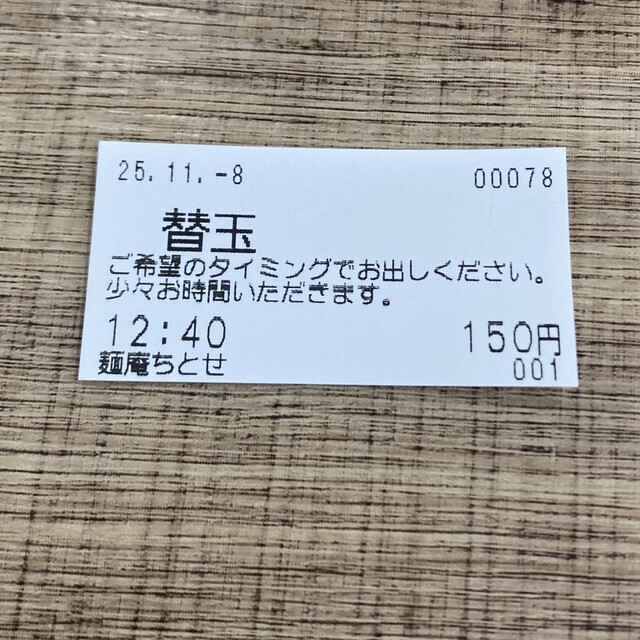 25.11.-8 00078
替玉
ご希望のタイミングでお出しください。
少々お時間いただきます。
12:40 150円
麺庵ちとせ 001